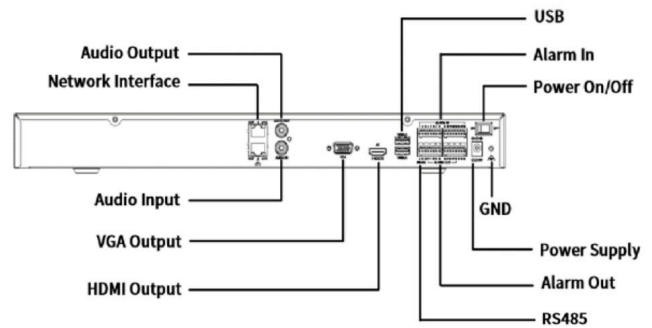 USB
Audio Output
Alarm In
Network Interface
Power On/Off
Audio Input
GND
VGA Output
Power Supply
HDMI Output
Alarm Out
RS485